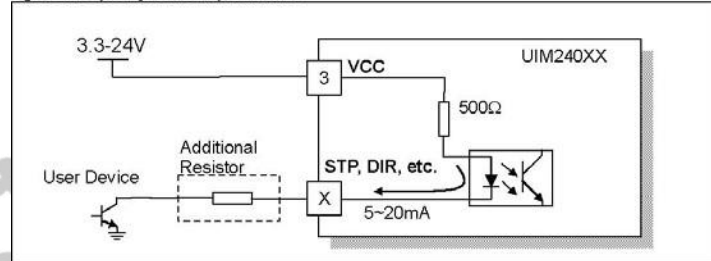 3.3-24V
UIM240XX
VCC
3
500Ω
Additional
Resistor
STP, DIR, etc.
User Device
X
5~20mA